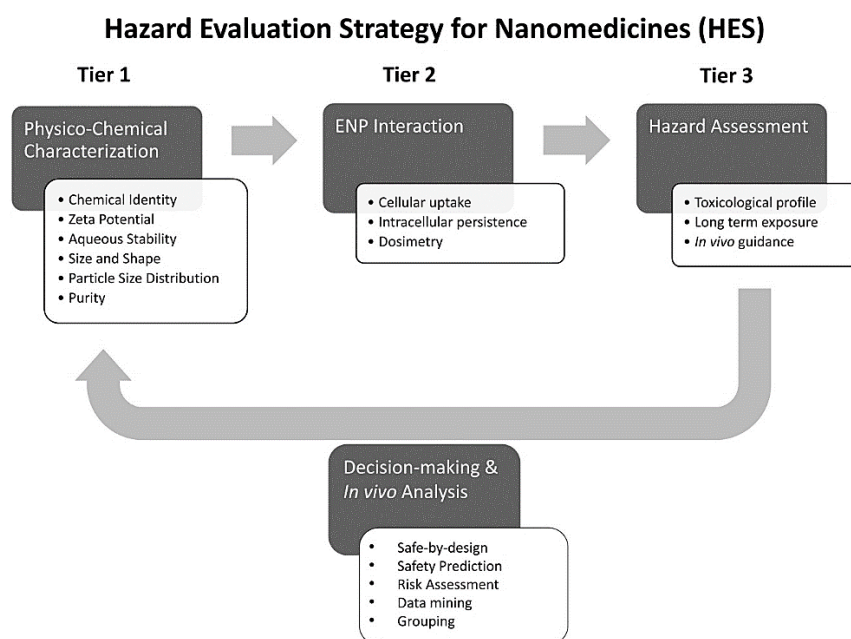 Hazard Evaluation Strategy for Nanomedicines (HES)
Tier 1
Tier 2
Tier 3
Physico-Chemical
Characterization
• Chemical Identity
• Zeta Potential
• Aqueous Stability
• Size and Shape
• Particle Size Distribution
• Purity
ENP Interaction
• Cellular uptake
• Intracellular persistence
• Dosimetry
Hazard Assessment
• Toxicological profile
• Long term exposure
• In vivo guidance
Decision-making &
In vivo Analysis
• Safe-by-design
• Safety Prediction
• Risk Assessment
• Data mining
• Grouping